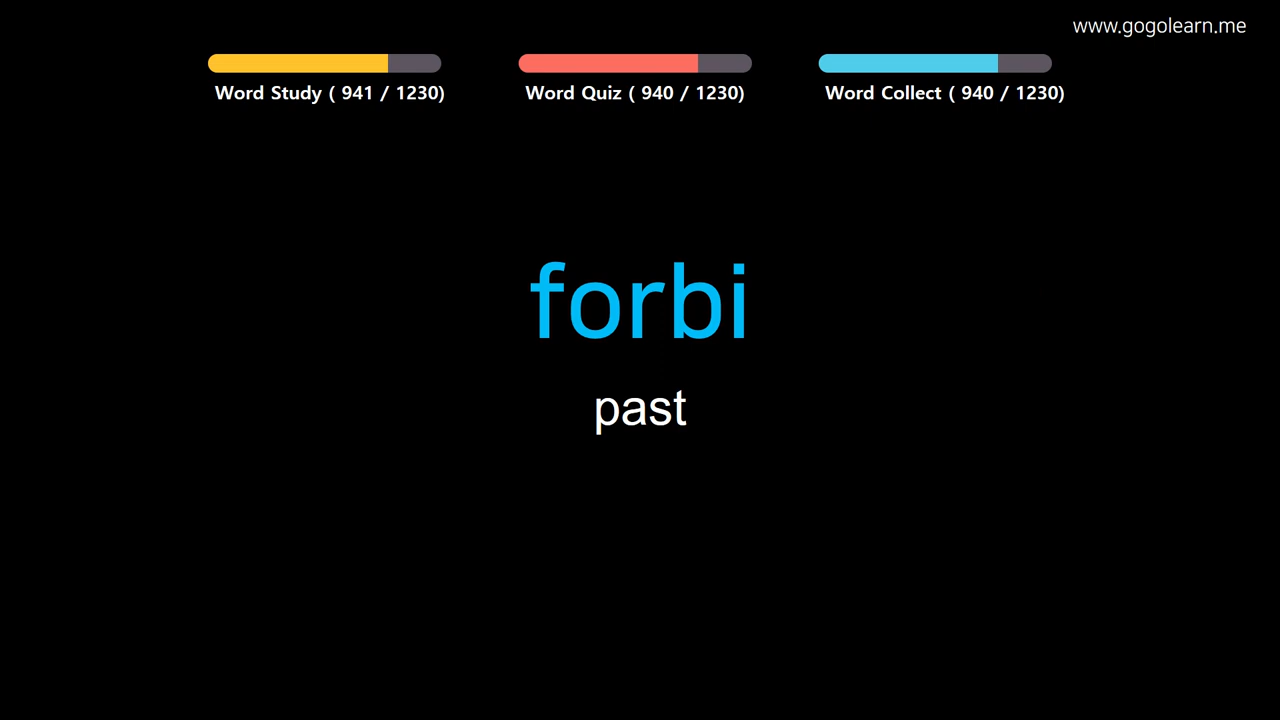 www.gogolearn.me
Word Study ( 941 / 1230)
Word Quiz ( 940 / 1230)
Word Collect ( 940 / 1230)
forbi
past